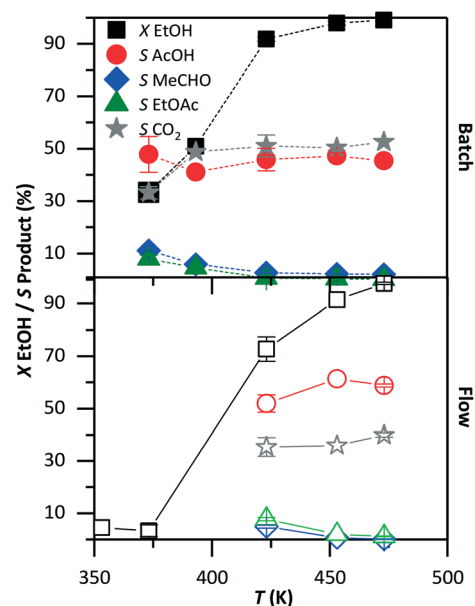 X EtOH
S AcOH
S MeCHO
S EtOAc
S CO₂
90
70
50
30
10
Batch
90
70
50
30
10
Flow
X EtOH / S Product (%)
350 400 450 500
T (K)